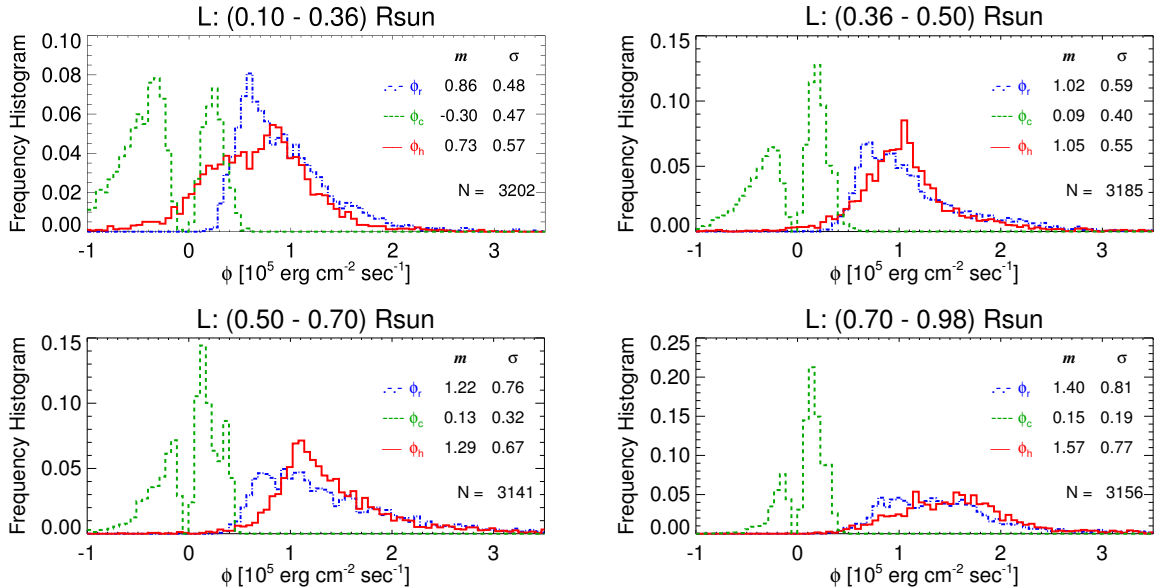 L: (0.10 - 0.36) Rsun
Frequency Histogram
0.10
0.08
0.06
0.04
0.02
0.00
m σ
ϕr 0.86 0.48
ϕc -0.30 0.47
ϕh 0.73 0.57
N = 3202
-1 0 1 2 3
ϕ [10⁵ erg cm⁻² sec⁻¹]
L: (0.36 - 0.50) Rsun
Frequency Histogram
0.15
0.10
0.05
0.00
m σ
ϕr 1.02 0.59
ϕc 0.09 0.40
ϕh 1.05 0.55
N = 3185
-1 0 1 2 3
ϕ [10⁵ erg cm⁻² sec⁻¹]
L: (0.50 - 0.70) Rsun
Frequency Histogram
0.15
0.10
0.05
0.00
m σ
ϕr 1.22 0.76
ϕc 0.13 0.32
ϕh 1.29 0.67
N = 3141
-1 0 1 2 3
ϕ [10⁵ erg cm⁻² sec⁻¹]
L: (0.70 - 0.98) Rsun
Frequency Histogram
0.25
0.20
0.15
0.10
0.05
0.00
m σ
ϕr 1.40 0.81
ϕc 0.15 0.19
ϕh 1.57 0.77
N = 3156
-1 0 1 2 3
ϕ [10⁵ erg cm⁻² sec⁻¹]